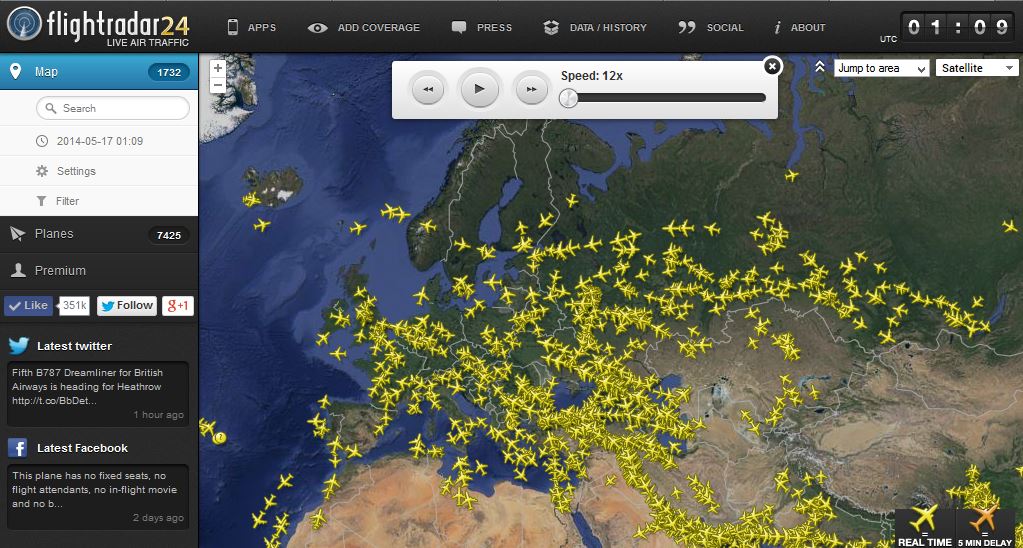 flightradar24
LIVE AIR TRAFFIC
APPS
ADD COVERAGE
PRESS
DATA / HISTORY
SOCIAL
ABOUT
UTC
01:09
Map
1732
Search
2014-05-17 01:09
Settings
Filter
Planes
7425
Premium
Like
351k
Follow
g+1
Latest twitter
Fifth B787 Dreamliner for British
Airways is heading for Heathrow
http://t.co/BbDet...
1 hour ago
Latest Facebook
This plane has no fixed seats, no
flight attendants, no in-flight movie
and no b...
2 days ago
+
−
Speed: 12x
Jump to area
Satellite
REAL TIME
=
5 MIN DELAY
=